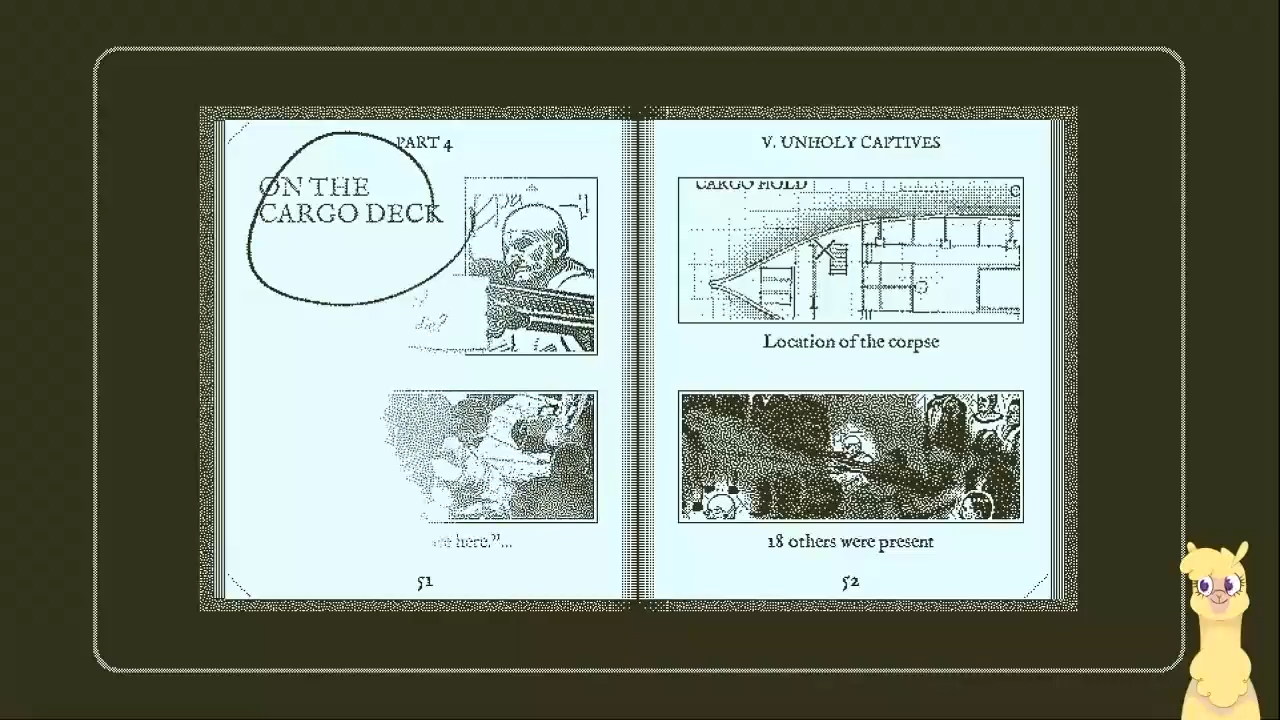 PART 4
ON THE
CARGO DECK
die?
here."...
51
V. UNHOLY CAPTIVES
CARGO HOLD
Location of the corpse
18 others were present
52